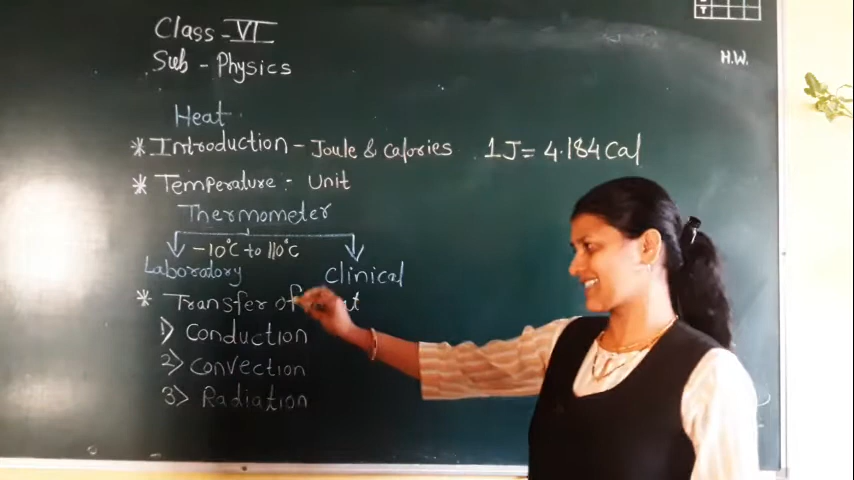 Class - VI
Sub - Physics
H.W.
Heat
* Introduction - Joule & calories 1J = 4.184 Cal
* Temperature :- Unit
Thermometer
-10°C to 110°C
Laboratory Clinical
* Transfer of
1) Conduction
2) Convection
3) Radiation